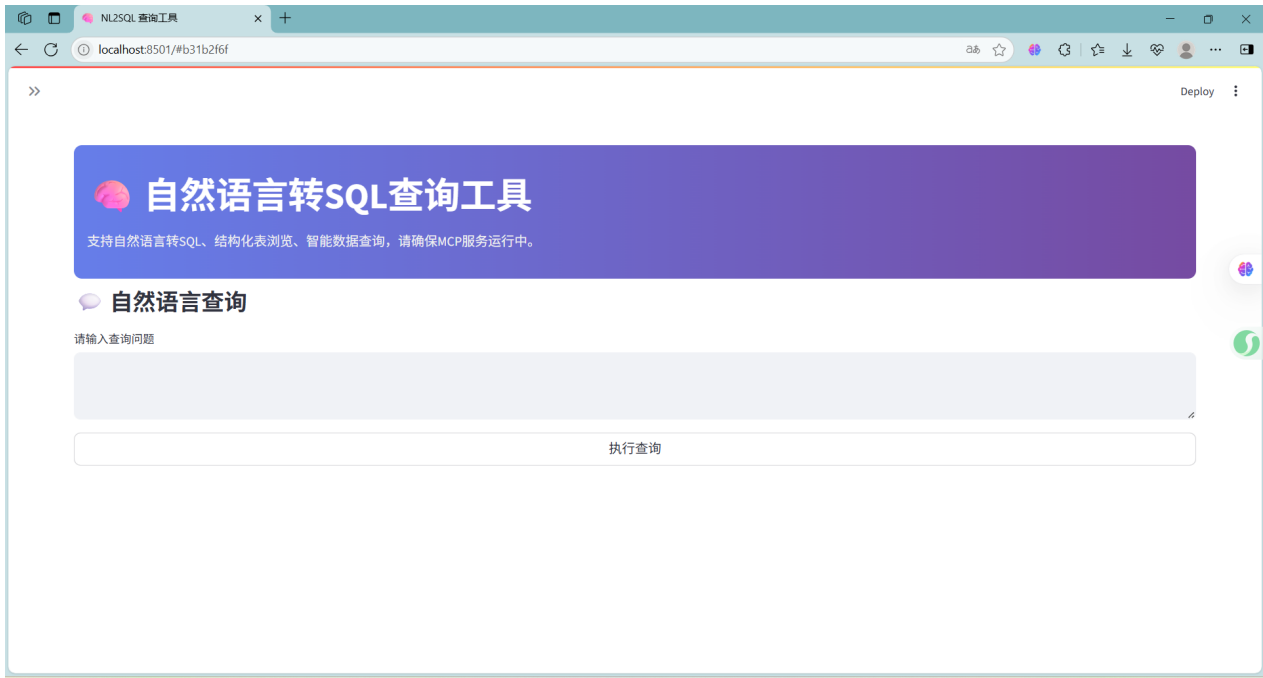 NL2SQL 查询工具
localhost:8501/#b31b2f6f
Deploy
自然语言转SQL查询工具
支持自然语言转SQL、结构化表浏览、智能数据查询，请确保MCP服务运行中。
自然语言查询
请输入查询问题
执行查询